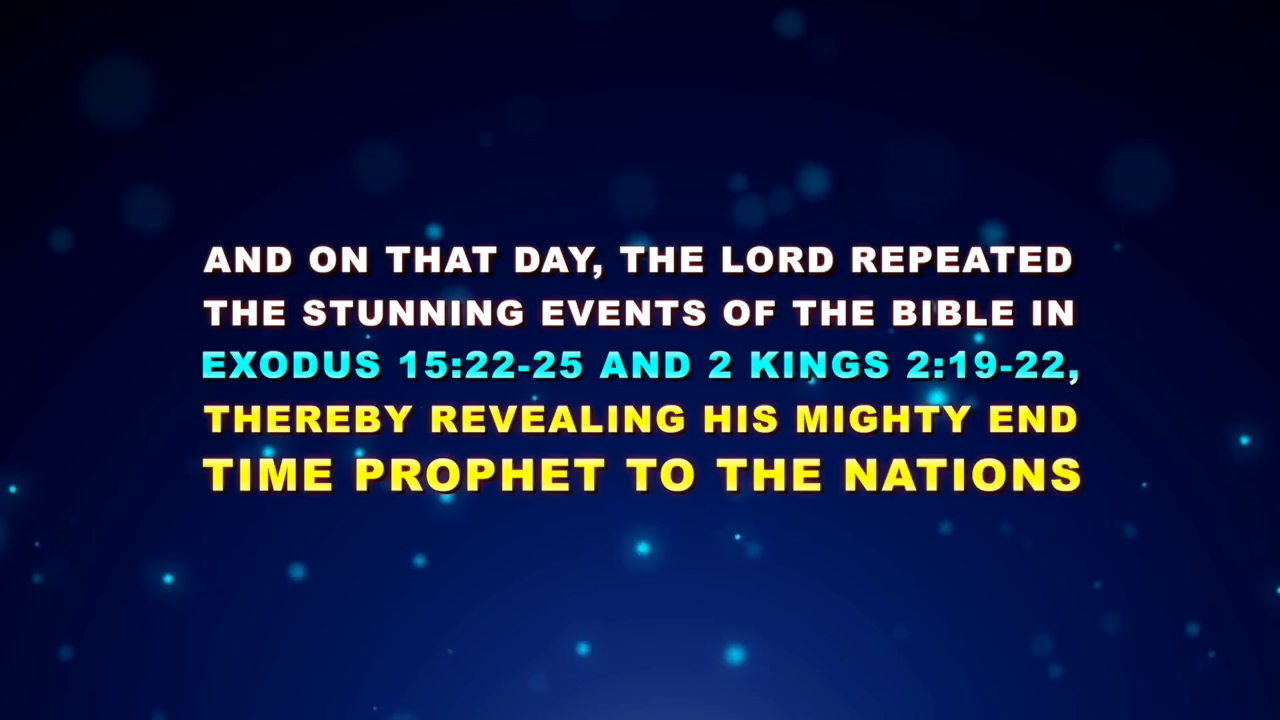 AND ON THAT DAY, THE LORD REPEATED
THE STUNNING EVENTS OF THE BIBLE IN
EXODUS 15:22-25 AND 2 KINGS 2:19-22,
THEREBY REVEALING HIS MIGHTY END
TIME PROPHET TO THE NATIONS